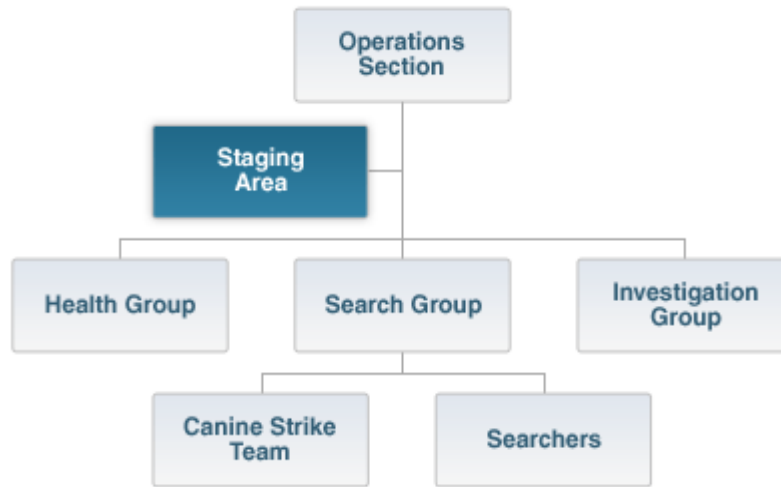 Operations
Section
Staging
Area
Health Group
Search Group
Investigation
Group
Canine Strike
Team
Searchers